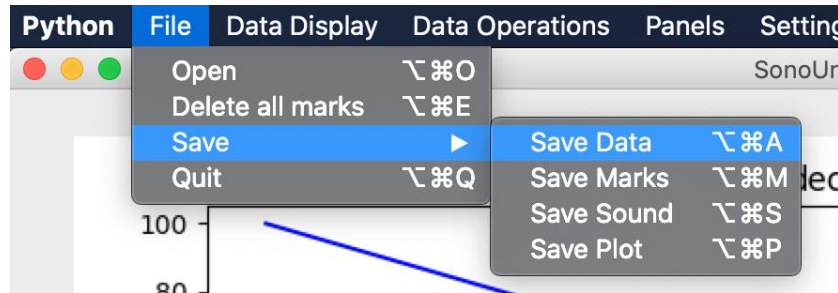 Python File Data Display Data Operations Panels
Open ⌥⌘O
Delete all marks ⌥⌘E
Save ▶
Quit ⌥⌘Q
Save Data ⌥⌘A
Save Marks ⌥⌘M
Save Sound ⌥⌘S
Save Plot ⌥⌘P
100
80